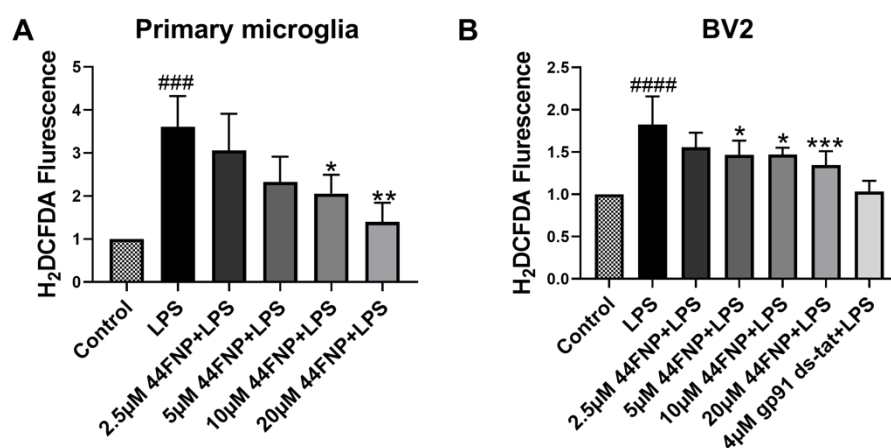 A
Primary microglia
H₂DCFDA Flurescence
5
4
3
2
1
0
###
*
**
Control
LPS
2.5μM 44FNP+LPS
5μM 44FNP+LPS
10μM 44FNP+LPS
20μM 44FNP+LPS
B
BV2
H₂DCFDA Flurescence
2.5
2.0
1.5
1.0
0.5
0.0
####
*
*
***
Control
LPS
2.5μM 44FNP+LPS
5μM 44FNP+LPS
10μM 44FNP+LPS
20μM 44FNP+LPS
4μM gp91 ds-tat+LPS